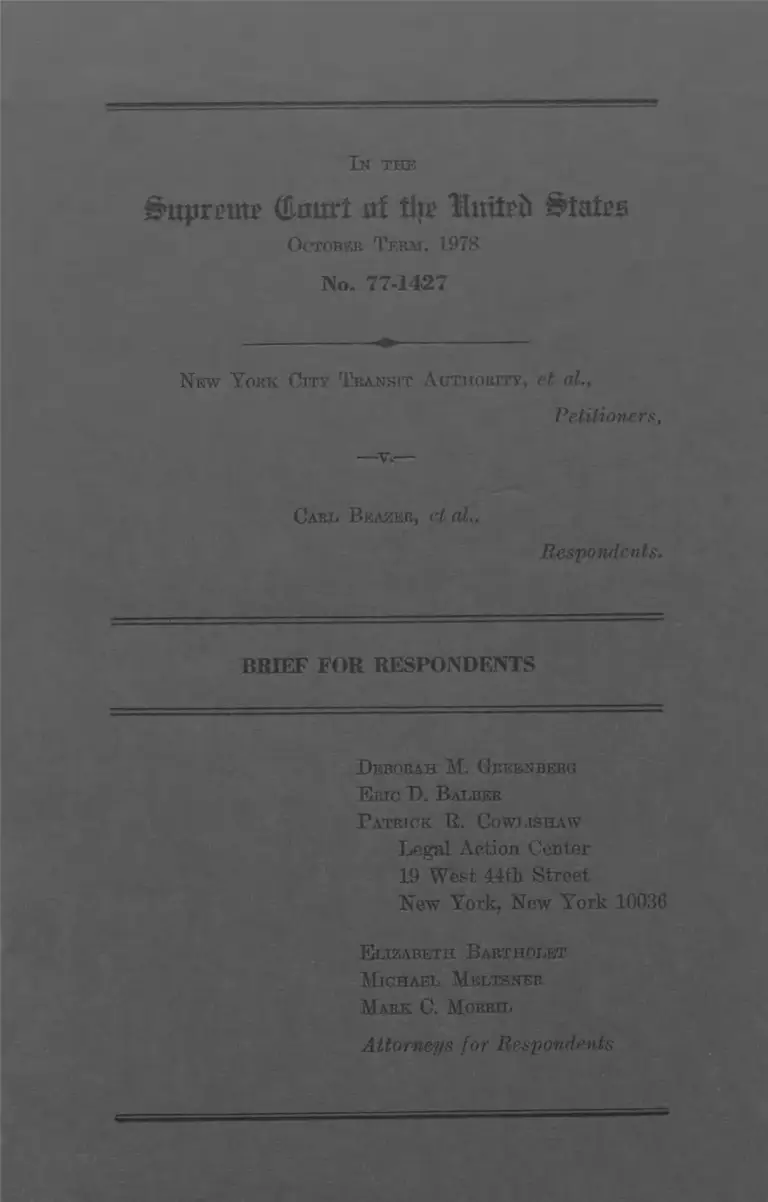 IN THE
Supreme Court of the United States
OCTOBER TERM, 1978
No. 77-1427
NEW YORK CITY TRANSIT AUTHORITY, et al.,
Petitioners,
—v.—
CARL BEAZER, et al.,
Respondents.
BRIEF FOR RESPONDENTS
DEBORAH M. GREENBERG
ERIC D. BALBER
PATRICK R. COWLISHAW
Legal Action Center
19 West 44th Street
New York, New York 10036
ELIZABETH BARTHOLET
MICHAEL MELTSNER
MARK C. MORRIL
Attorneys for Respondents